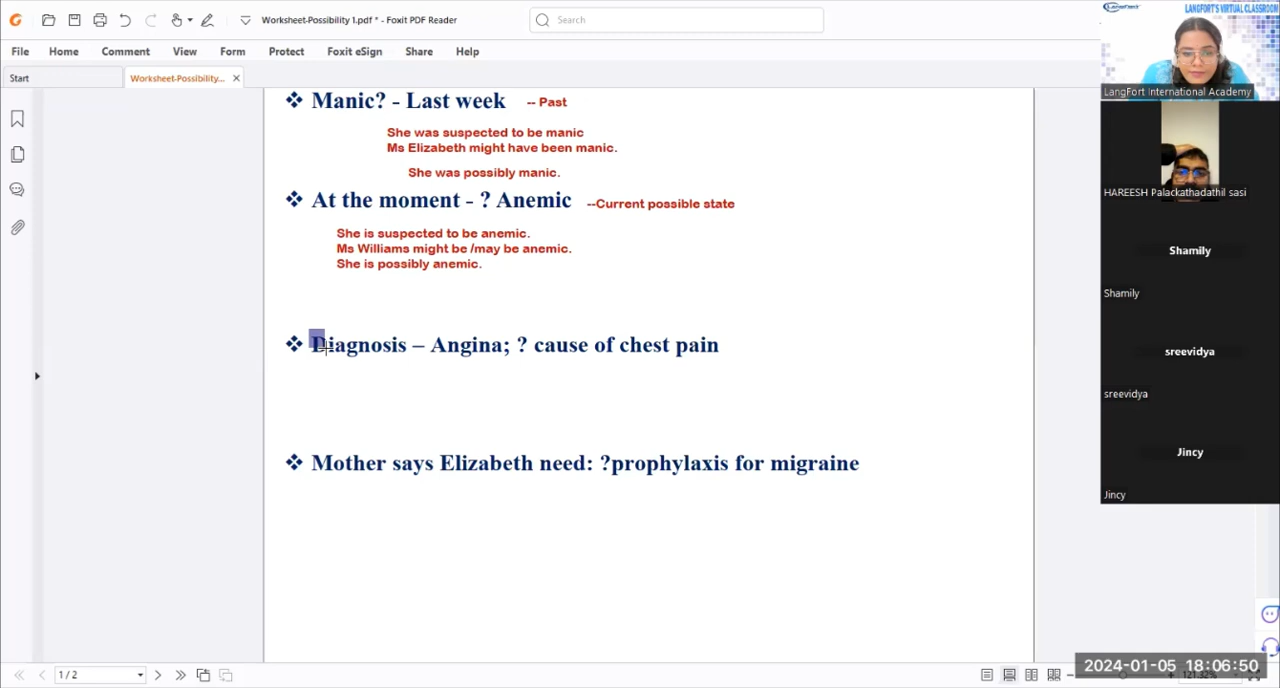 Worksheet-Possibility 1.pdf * - Foxit PDF Reader
Search
File Home Comment View Form Protect Foxit eSign Share Help
Start
Worksheet-Possibility... ×
Manic? - Last week -- Past
She was suspected to be manic
Ms Elizabeth might have been manic.
She was possibly manic.
At the moment - ? Anemic --Current possible state
She is suspected to be anemic.
Ms Williams might be /may be anemic.
She is possibly anemic.
Diagnosis – Angina; ? cause of chest pain
Mother says Elizabeth need: ?prophylaxis for migraine
1 / 2
LANGFORT'S VIRTUAL CLASSROOM
LangFort International Academy
HAREESH Palackathadathil sasi
Shamily
Shamily
sreevidya
sreevidya
Jincy
Jincy
2024-01-05 18:06:50